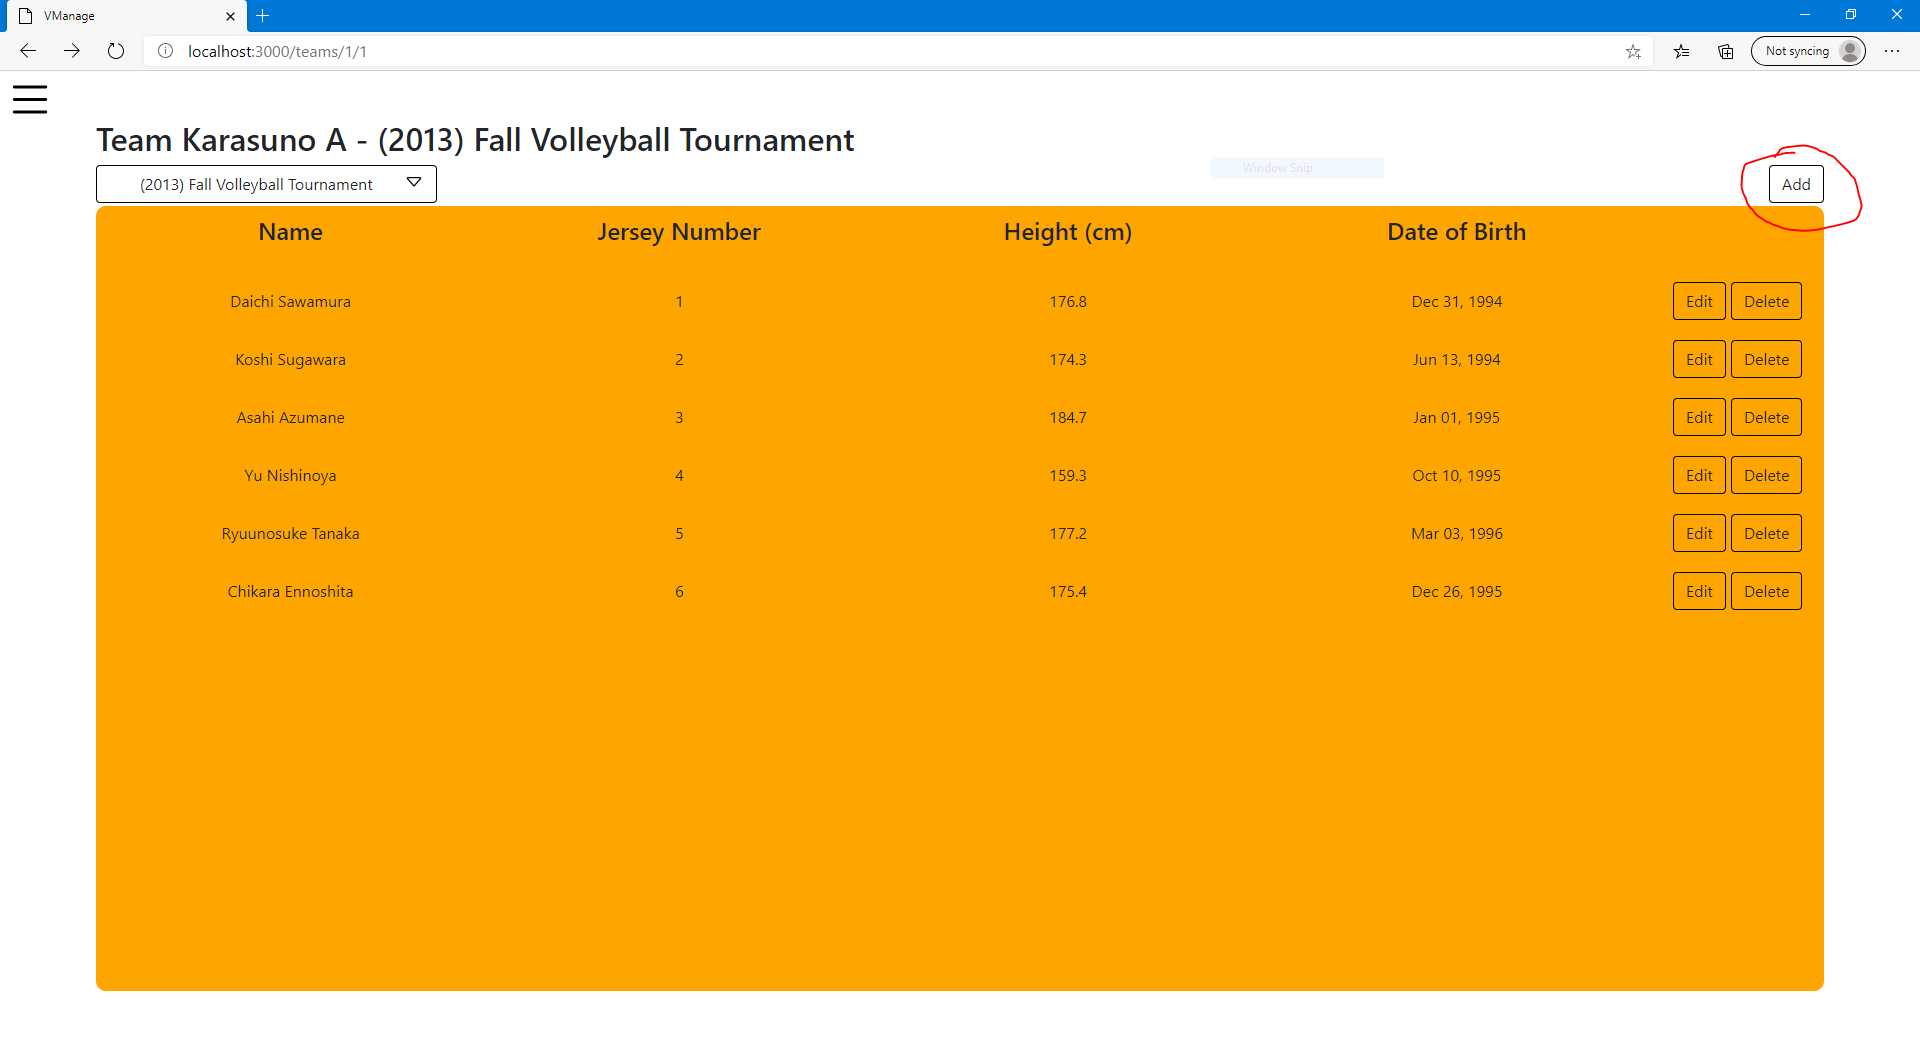 VManage
localhost:3000/teams/1/1
Not syncing
Team Karasuno A - (2013) Fall Volleyball Tournament
(2013) Fall Volleyball Tournament
Window Snip
Add
Name Jersey Number Height (cm) Date of Birth
Daichi Sawamura 1 176.8 Dec 31, 1994 Edit Delete
Koshi Sugawara 2 174.3 Jun 13, 1994 Edit Delete
Asahi Azumane 3 184.7 Jan 01, 1995 Edit Delete
Yu Nishinoya 4 159.3 Oct 10, 1995 Edit Delete
Ryuunosuke Tanaka 5 177.2 Mar 03, 1996 Edit Delete
Chikara Ennoshita 6 175.4 Dec 26, 1995 Edit Delete